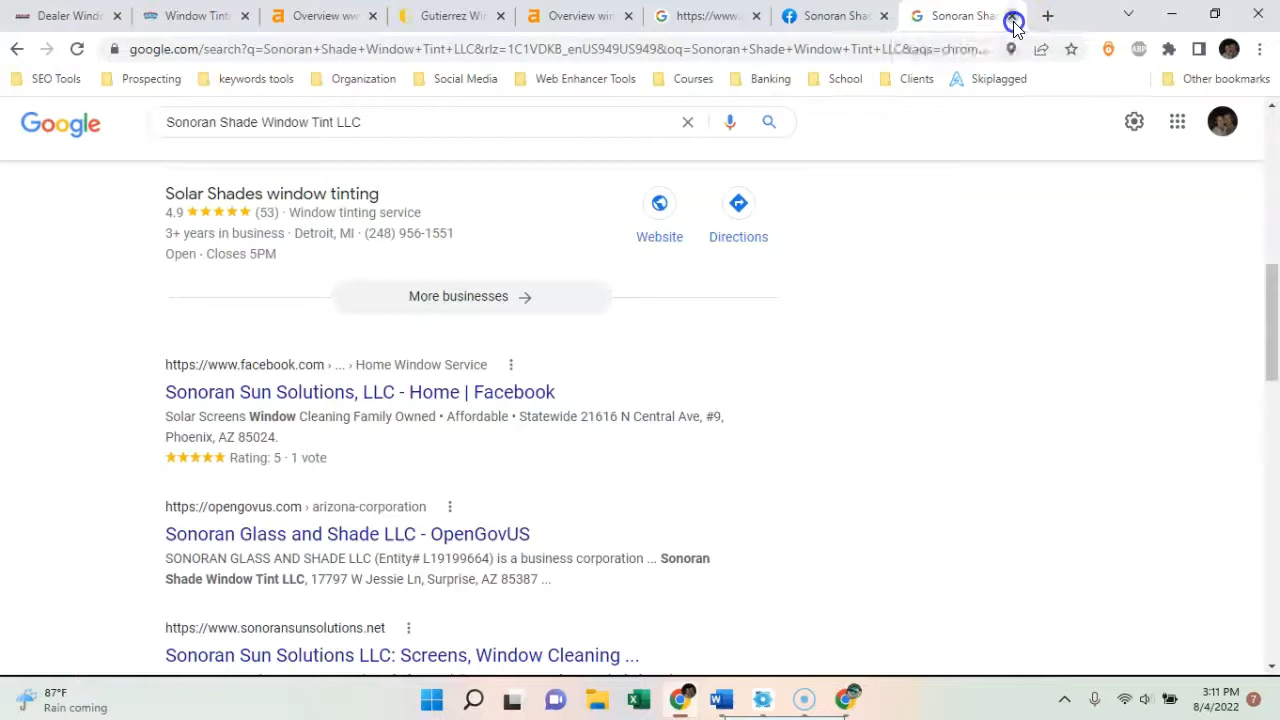 Dealer Windo
Window Tint
Overview ww
Gutierrez Win
Overview win
https://www.
Sonoran Shac
Sonoran Sha
google.com/search?q=Sonoran+Shade+Window+Tint+LLC&rlz=1C1VDKB_enUS949US949&oq=Sonoran+Shade+Window+Tint+LLC&aqs=chrom...
SEO Tools
Prospecting
keywords tools
Organization
Social Media
Web Enhancer Tools
Courses
Banking
School
Clients
Skiplagged
Other bookmarks
Google
Sonoran Shade Window Tint LLC
Solar Shades window tinting
4.9 (53) · Window tinting service
3+ years in business · Detroit, MI · (248) 956-1551
Open · Closes 5PM
Website
Directions
More businesses
https://www.facebook.com › ... › Home Window Service
Sonoran Sun Solutions, LLC - Home | Facebook
Solar Screens Window Cleaning Family Owned • Affordable • Statewide 21616 N Central Ave, #9,
Phoenix, AZ 85024.
Rating: 5 · 1 vote
https://opengovus.com › arizona-corporation
Sonoran Glass and Shade LLC - OpenGovUS
SONORAN GLASS AND SHADE LLC (Entity# L19199664) is a business corporation ... Sonoran
Shade Window Tint LLC, 17797 W Jessie Ln, Surprise, AZ 85387 ...
https://www.sonoransunsolutions.net
Sonoran Sun Solutions LLC: Screens, Window Cleaning ...
87°F
Rain coming
3:11 PM
8/4/2022
7